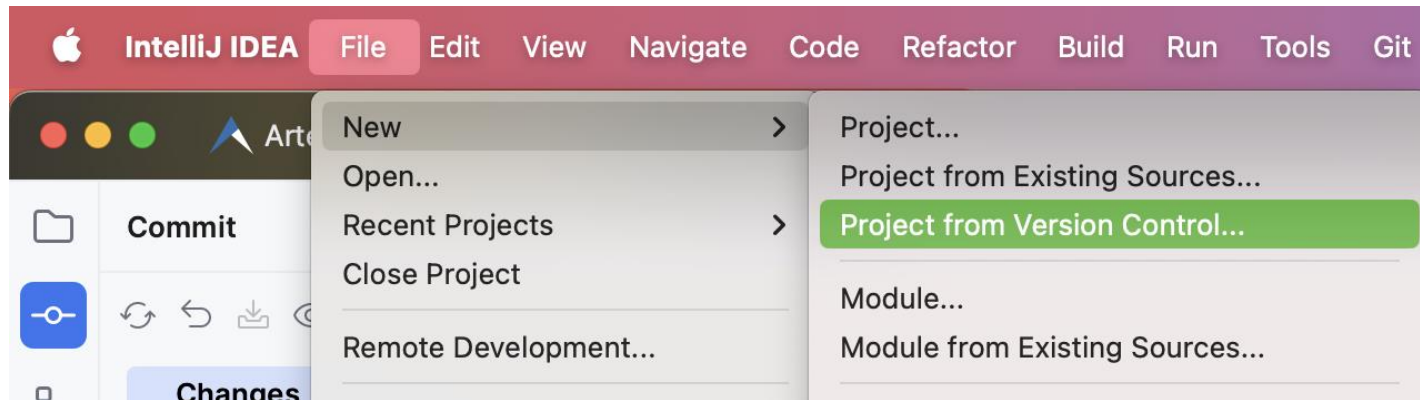 IntelliJ IDEA File Edit View Navigate Code Refactor Build Run Tools Git
New
Open...
Recent Projects
Close Project
Remote Development...
Project...
Project from Existing Sources...
Project from Version Control...
Module...
Module from Existing Sources...
Commit
Changes